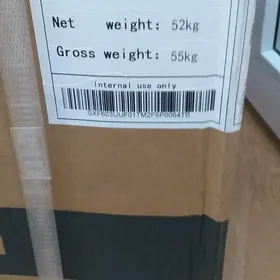 Net weight: 52kg
Gross weight: 55kg
Internal use only